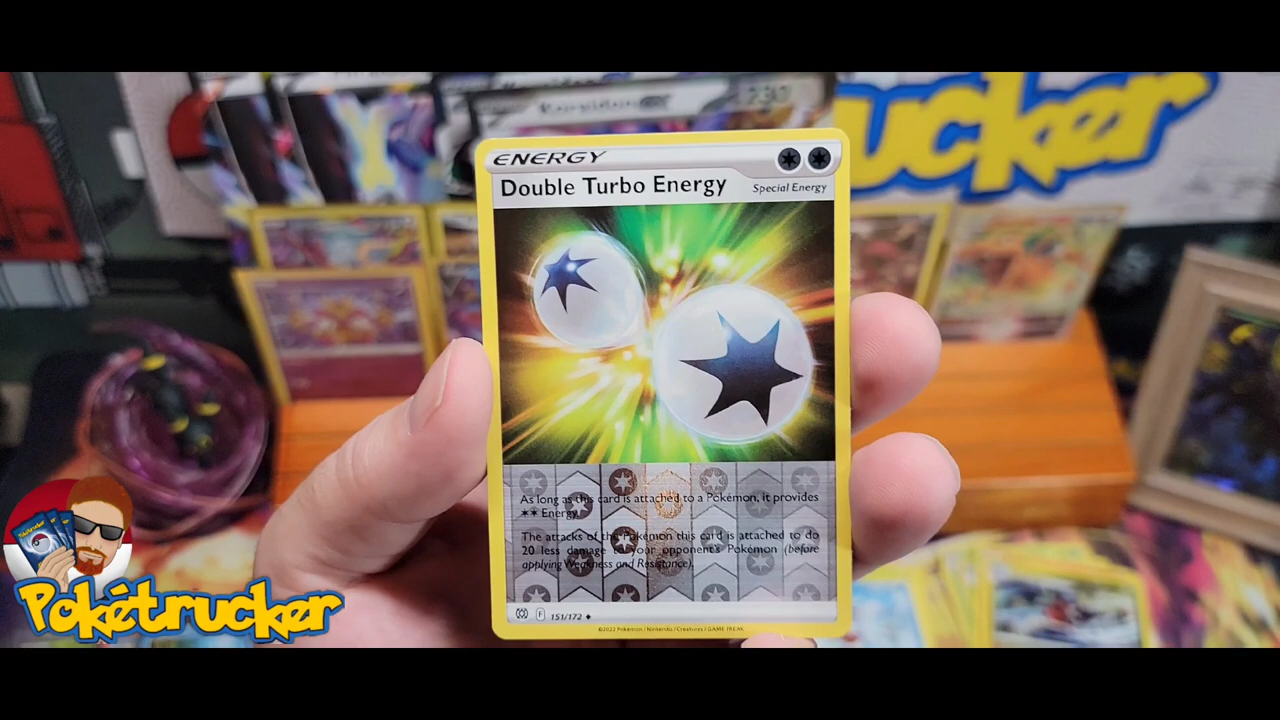 230
ucker
ENERGY
Double Turbo Energy
Special Energy
As long as this card is attached to a Pokémon, it provides
✶✶ Energy.
The attacks of the Pokémon this card is attached to do
20 less damage to your opponent's Pokémon (before
applying Weakness and Resistance).
F
151/172
©2022 Pokémon / Nintendo / Creatures / GAME FREAK
Pokétrucker